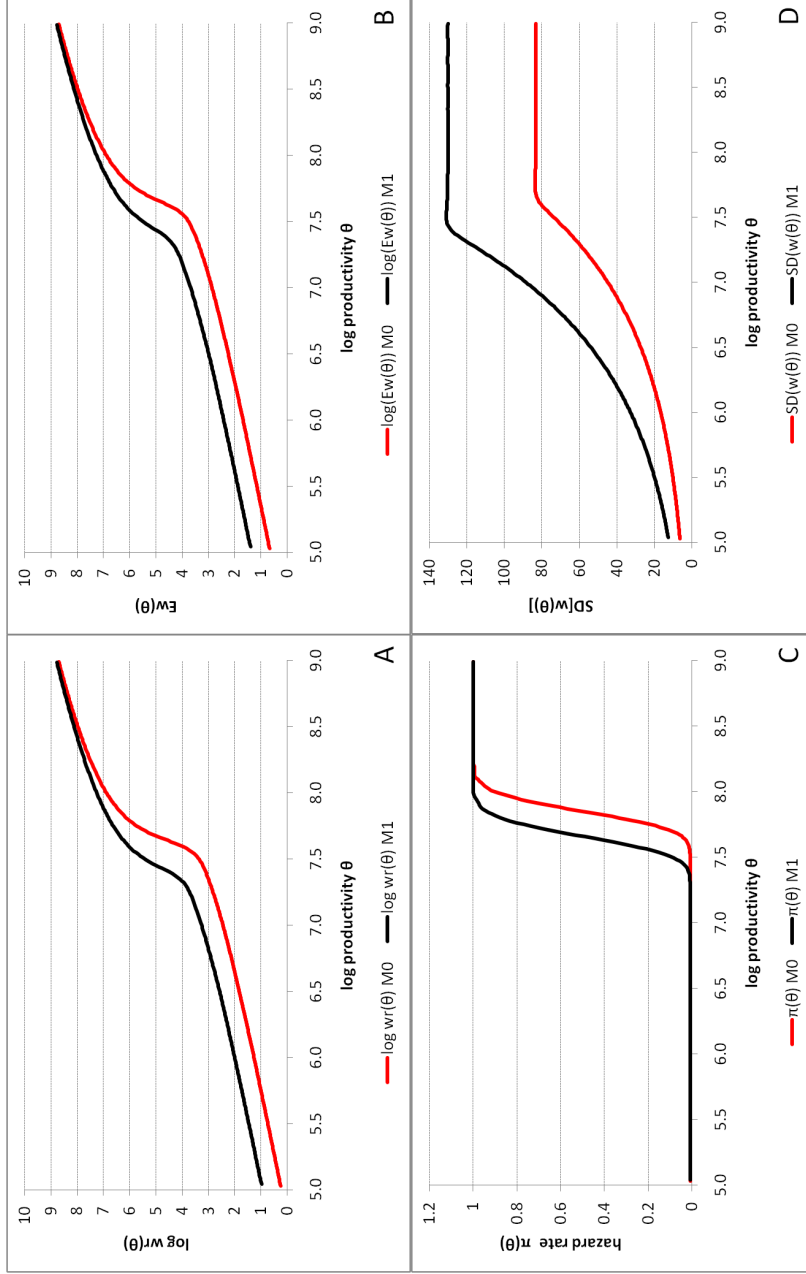 10
9
8
7
6
5
4
3
2
1
0
log wr(θ)
5.0 5.5 6.0 6.5 7.0 7.5 8.0 8.5 9.0
log productivity θ
log wr(θ) M0 log wr(θ) M1
A
10
9
8
7
6
5
4
3
2
1
0
Ew(θ)
5.0 5.5 6.0 6.5 7.0 7.5 8.0 8.5 9.0
log productivity θ
log(Ew(θ)) M0 log(Ew(θ)) M1
B
1.2
1
0.8
0.6
0.4
0.2
0
hazard rate π(θ)
5.0 5.5 6.0 6.5 7.0 7.5 8.0 8.5 9.0
log productivity θ
π(θ) M0 π(θ) M1
C
140
120
100
80
60
40
20
0
SD[w(θ)]
5.0 5.5 6.0 6.5 7.0 7.5 8.0 8.5 9.0
log productivity θ
SD(w(θ)) M0 SD(w(θ)) M1
D